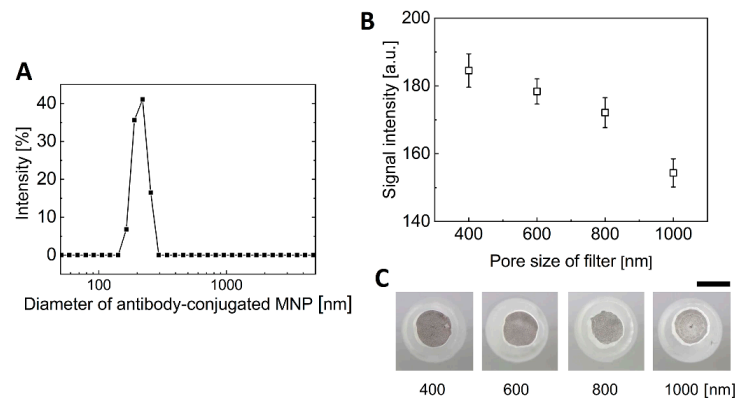 A
Intensity [%]
40
30
20
10
0
100
1000
Diameter of antibody-conjugated MNP [nm]
B
Signal intensity [a.u.]
200
180
160
140
400
600
800
1000
Pore size of filter [nm]
C
400
600
800
1000 [nm]